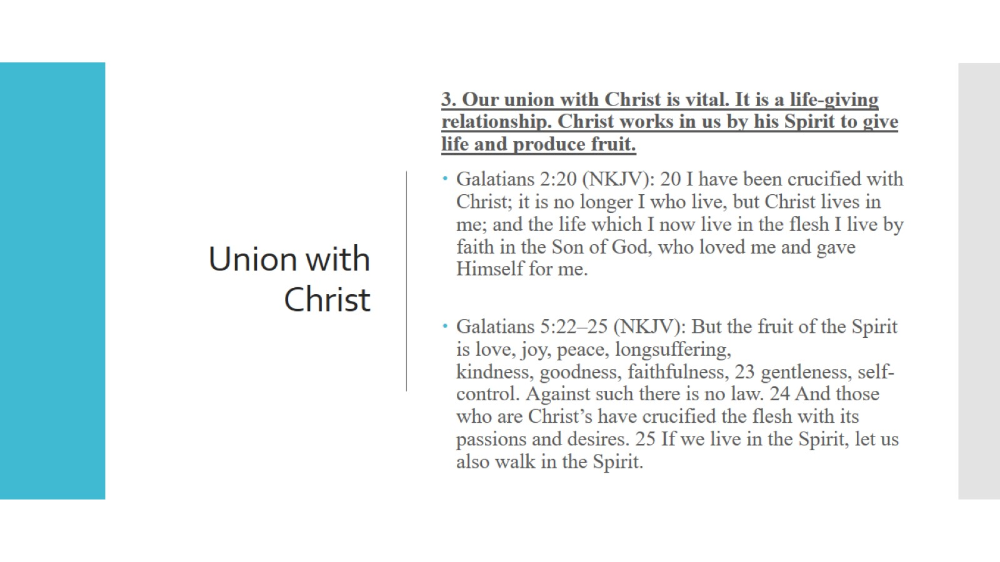 Union with
Christ
3. Our union with Christ is vital. It is a life-giving
relationship. Christ works in us by his Spirit to give
life and produce fruit.
• Galatians 2:20 (NKJV): 20 I have been crucified with
Christ; it is no longer I who live, but Christ lives in
me; and the life which I now live in the flesh I live by
faith in the Son of God, who loved me and gave
Himself for me.
• Galatians 5:22–25 (NKJV): But the fruit of the Spirit
is love, joy, peace, longsuffering,
kindness, goodness, faithfulness, 23 gentleness, self-
control. Against such there is no law. 24 And those
who are Christ’s have crucified the flesh with its
passions and desires. 25 If we live in the Spirit, let us
also walk in the Spirit.